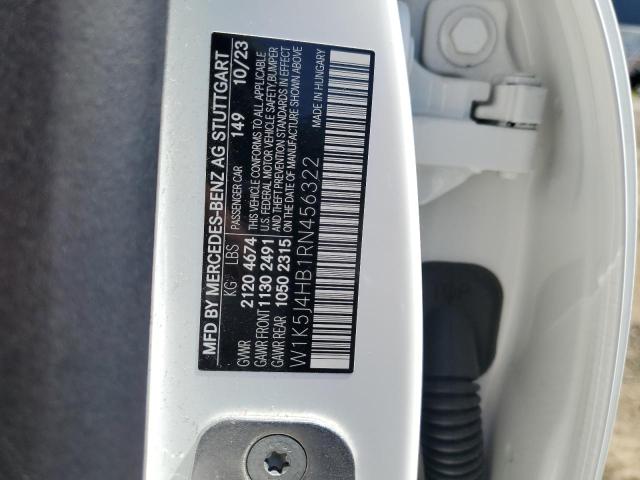 MFD BY MERCEDES-BENZ AG STUTTGART
PASSENGER CAR 149 10/23
KG LBS
GVWR 2120 4674
GAWR FRONT 1130 2491
GAWR REAR 1050 2315
THIS VEHICLE CONFORMS TO ALL APPLICABLE
U.S. FEDERAL MOTOR VEHICLE SAFETY, BUMPER
AND THEFT PREVENTION STANDARDS IN EFFECT
ON DATE OF MANUFACTURE SHOWN ABOVE
W1K5J4HB1RN456322
MADE IN HUNGARY